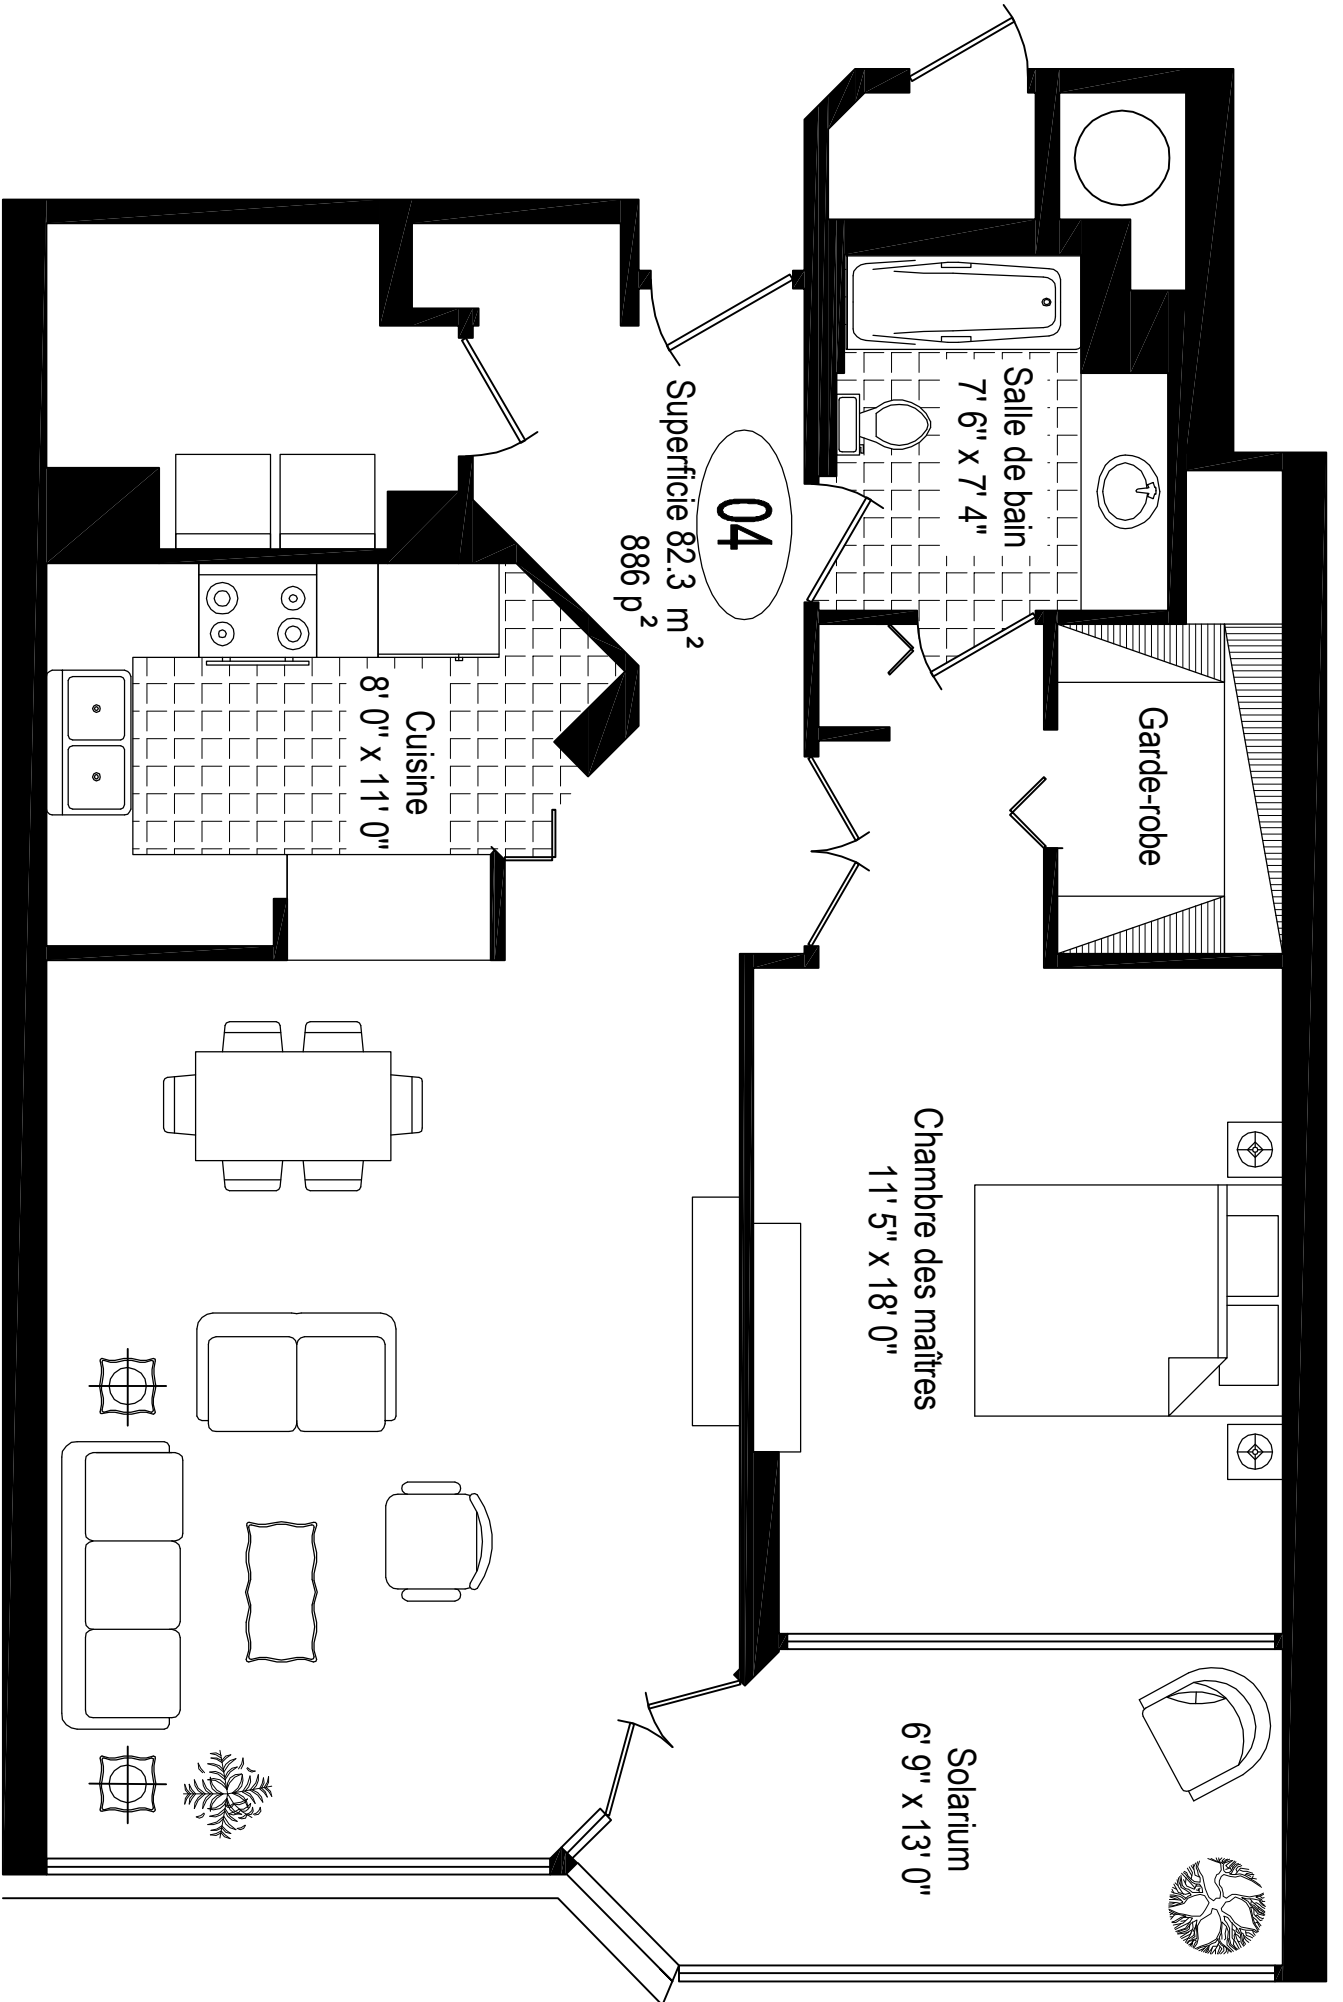 Salle de bain
7' 6" x 7' 4"
04
Superficie 82.3 m²
886 p²
Garde-robe
Cuisine
8' 0" x 11' 0"
Chambre des maîtres
11' 5" x 18' 0"
Solarium
6' 9" x 13' 0"